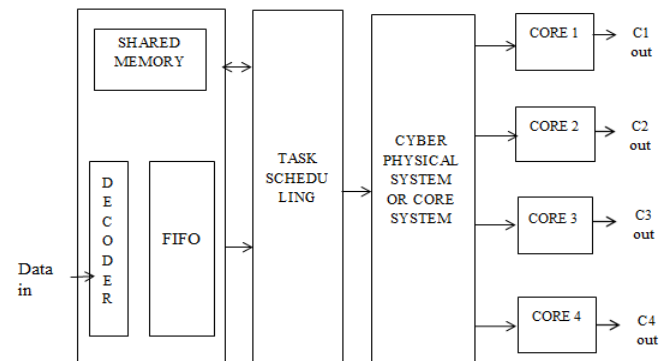 SHARED
MEMORY
DECODER
FIFO
Data
in
TASK
SCHEDU
LING
CYBER
PHYSICAL
SYSTEM
OR CORE
SYSTEM
CORE 1
C1
out
CORE 2
C2
out
CORE 3
C3
out
CORE 4
C4
out